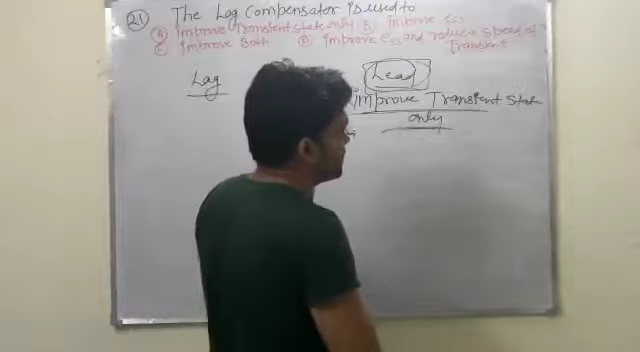 21 The Lag Compensator is used to
A improve Transient state only B improve ess
C improve Both D improve ess and reduce speed of Transient
Lag
Lead
improve Transient State
only